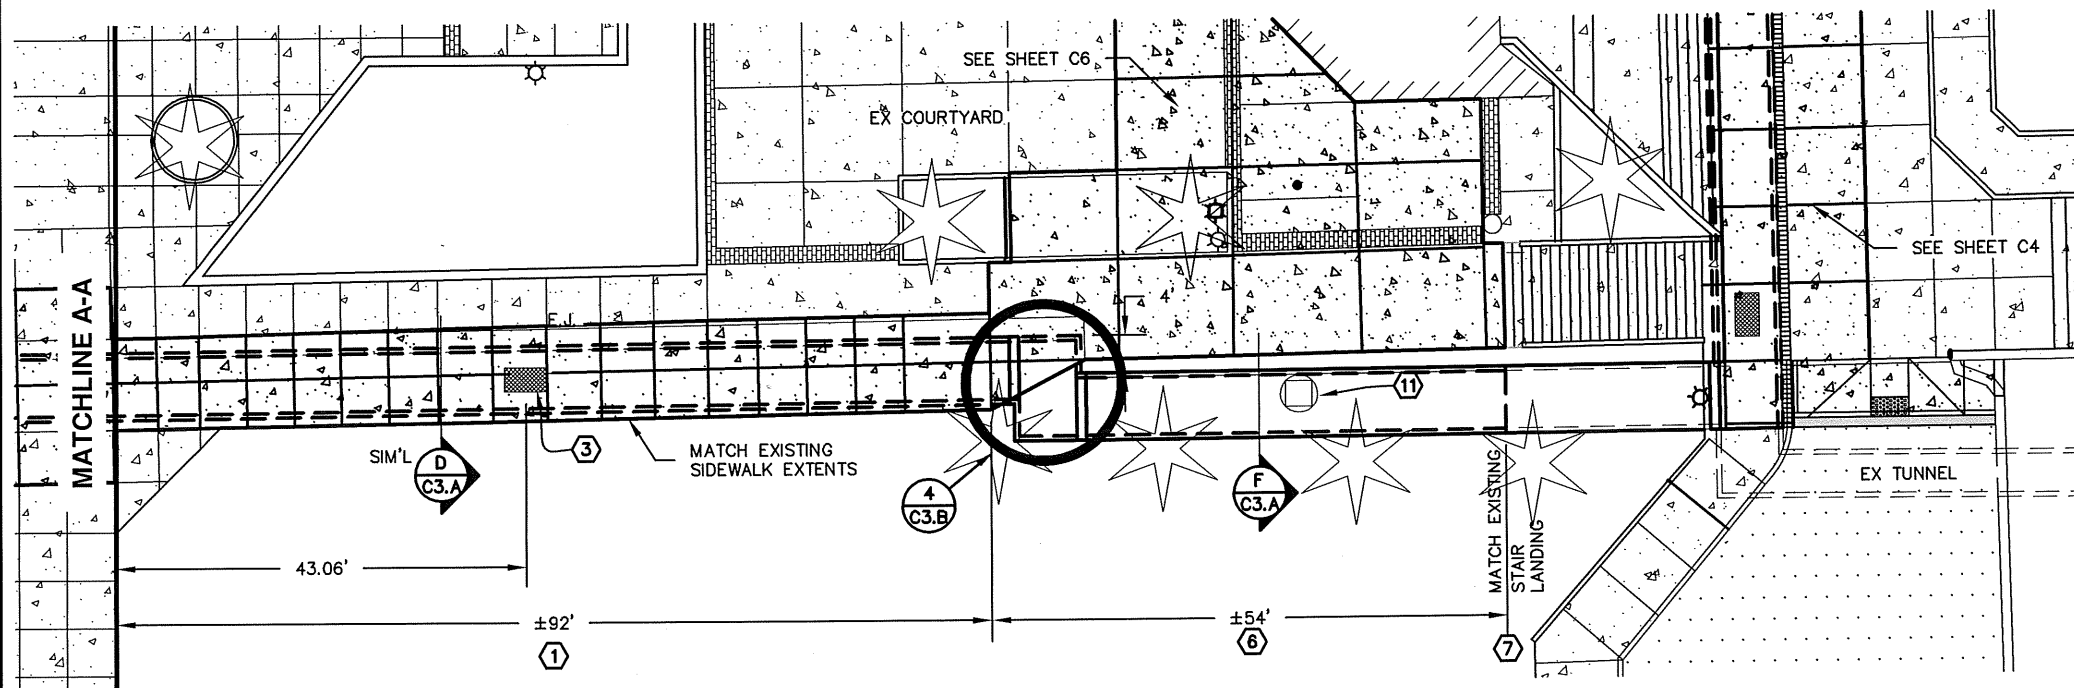 SEE SHEET C6
EX COURTYARD
SEE SHEET C4
MATCHLINE A-A
E.J.
4'
11
3
SIM'L
D
C3.A
MATCH EXISTING
SIDEWALK EXTENTS
4
C3.B
F
C3.A
MATCH EXISTING
STAIR
LANDING
EX TUNNEL
43.06'
±92'
1
±54'
6
7